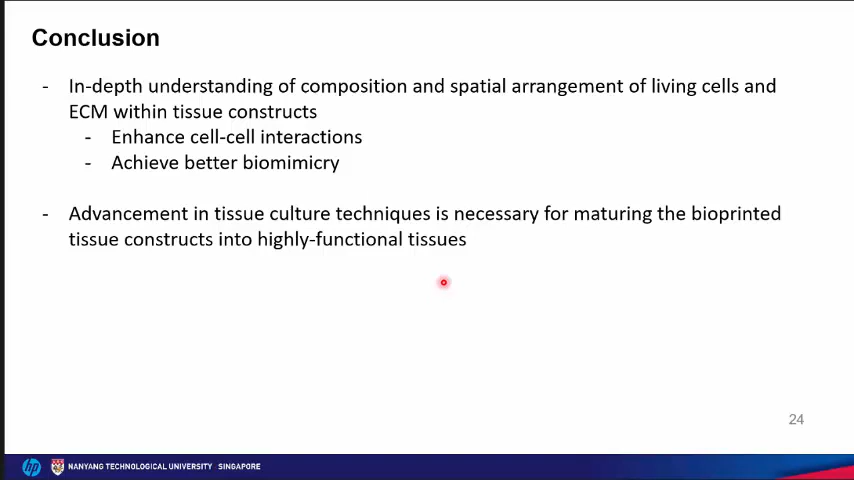 Conclusion
- In-depth understanding of composition and spatial arrangement of living cells and
ECM within tissue constructs
- Enhance cell-cell interactions
- Achieve better biomimicry
- Advancement in tissue culture techniques is necessary for maturing the bioprinted
tissue constructs into highly-functional tissues
24
hp NANYANG TECHNOLOGICAL UNIVERSITY SINGAPORE